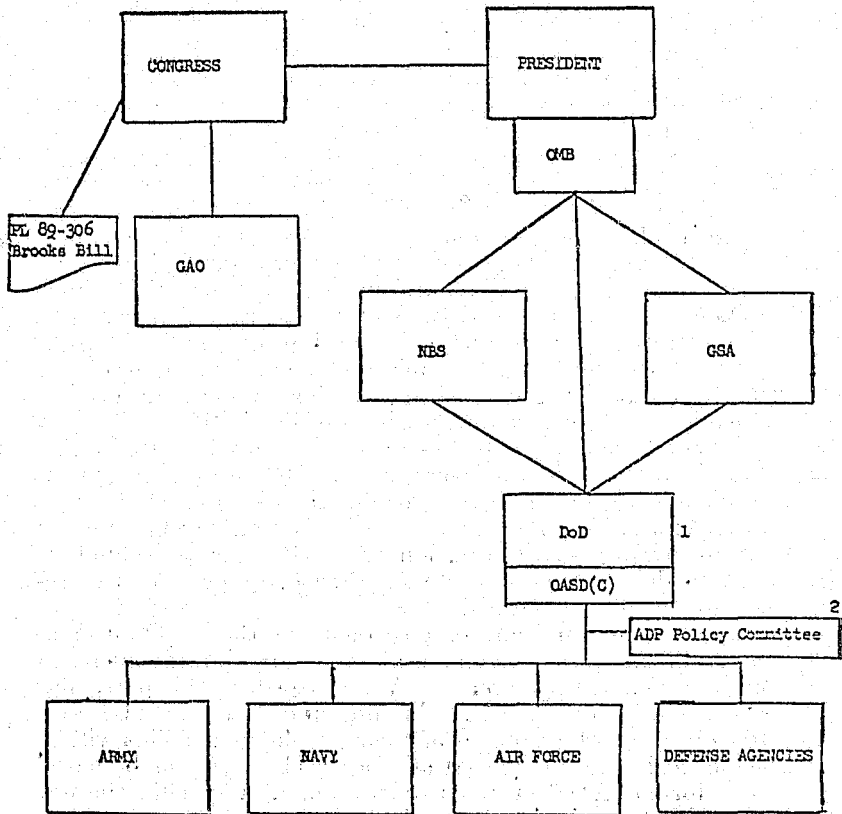 CONGRESS
PRESIDENT
OMB
PL 89-306
Brooks Bill
GAO
NBS
GSA
DoD
1
OASD(C)
2
ADP Policy Committee
ARMY
NAVY
AIR FORCE
DEFENSE AGENCIES